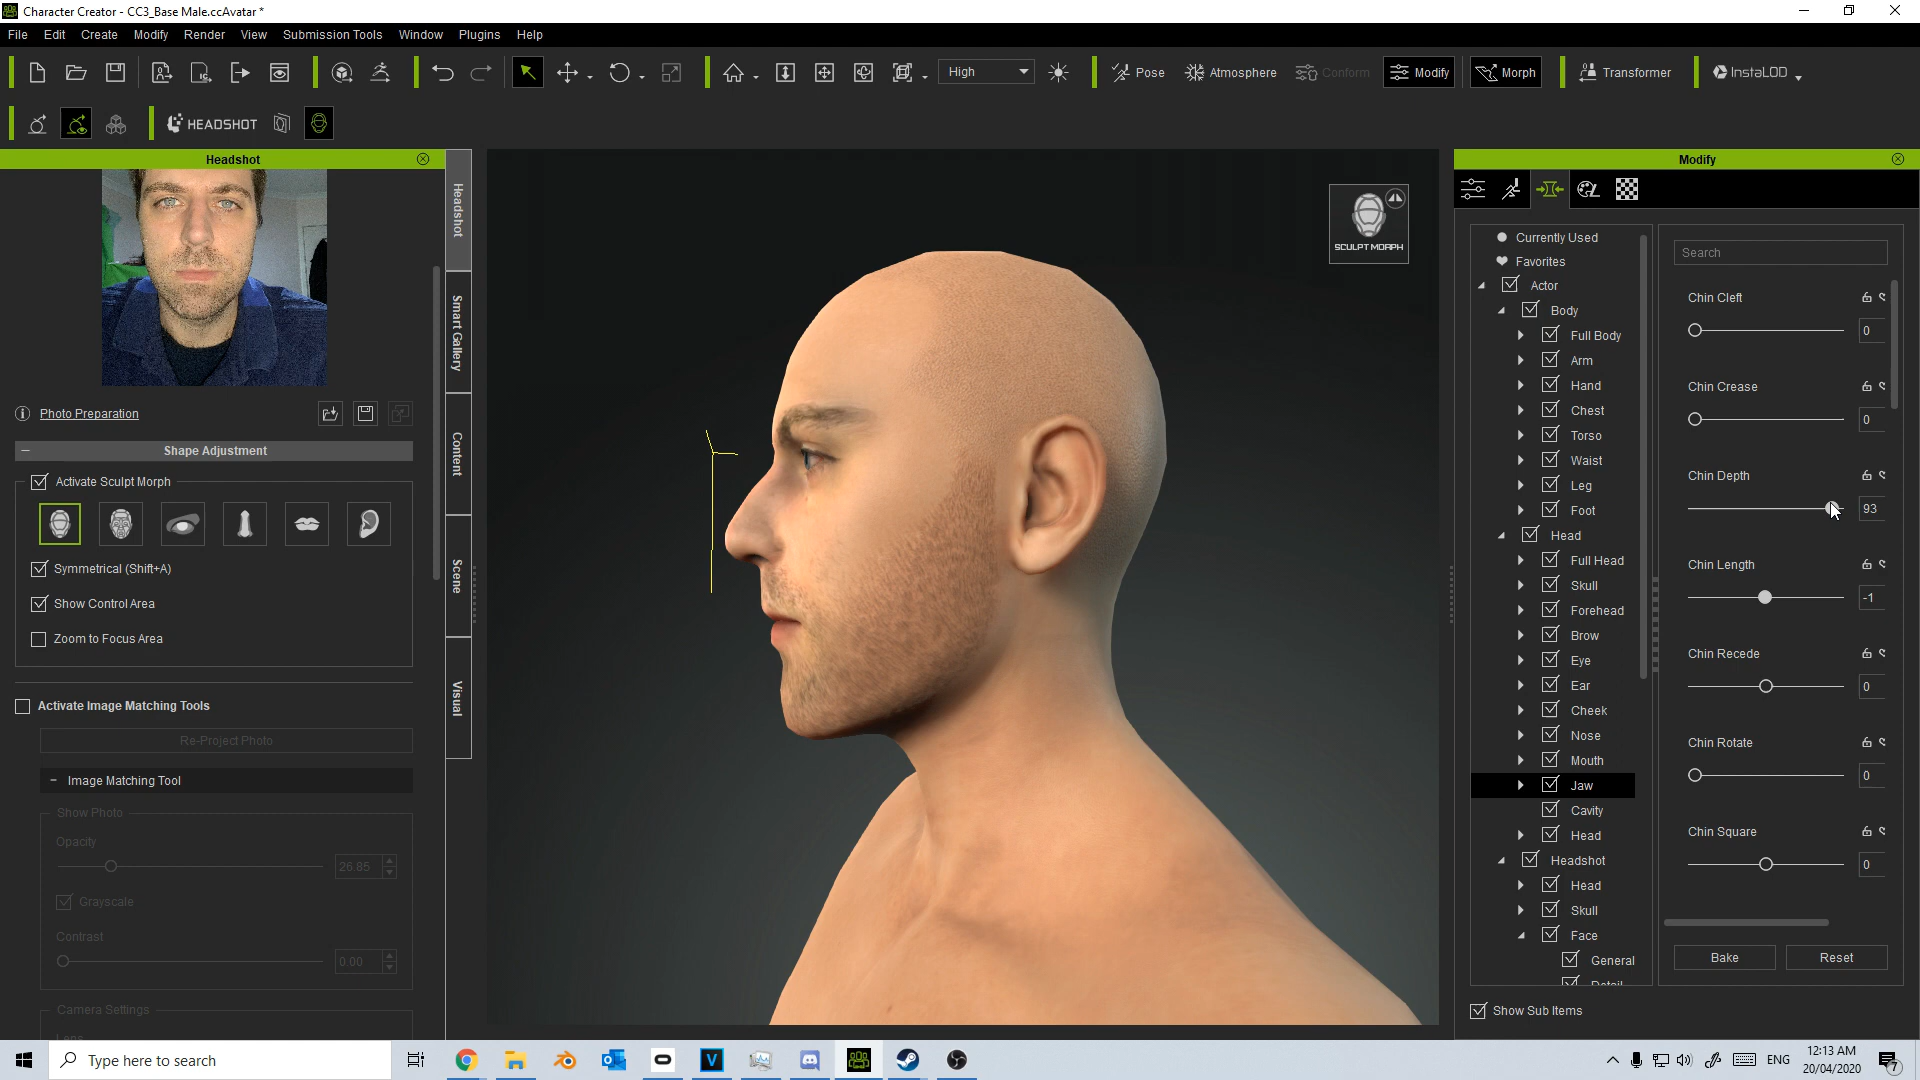 Character Creator - CC3_Base Male.ccAvatar *
File Edit Create Modify Render View Submission Tools Window Plugins Help
High Pose Atmosphere Conform Modify Morph Transformer InstaLOD
HEADSHOT
Headshot
Photo Preparation
Shape Adjustment
Activate Sculpt Morph
Symmetrical (Shift+A)
Show Control Area
Zoom to Focus Area
Activate Image Matching Tools
Re-Project Photo
Image Matching Tool
Show Photo
Opacity
26.85
Grayscale
Contrast
0.00
Camera Settings
Lens
Headshot
Smart Gallery
Content
Scene
Visual
SCULPT MORPH
Modify
Currently Used
Favorites
Actor
Body
Full Body
Arm
Hand
Chest
Torso
Waist
Leg
Foot
Head
Full Head
Skull
Forehead
Brow
Eye
Ear
Cheek
Nose
Mouth
Jaw
Cavity
Head
Headshot
Head
Skull
Face
General
Detail
Show Sub Items
Search
Chin Cleft
0
Chin Crease
0
Chin Depth
93
Chin Length
-1
Chin Recede
0
Chin Rotate
0
Chin Square
0
Bake Reset
Type here to search
ENG
12:13 AM
20/04/2020
7